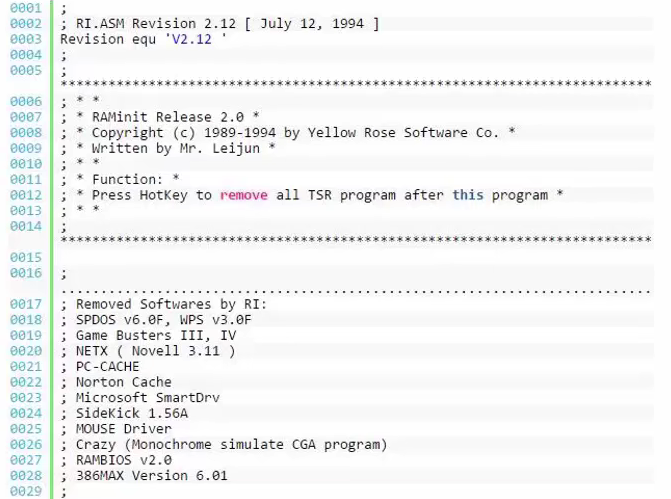 0001 ;
0002 ; RI.ASM Revision 2.12 [ July 12, 1994 ]
0003 Revision equ 'V2.12 '
0004 ;
0005 ;
**************************************************************************
0006 ; * *
0007 ; * RAMinit Release 2.0 *
0008 ; * Copyright (c) 1989-1994 by Yellow Rose Software Co. *
0009 ; * Written by Mr. Leijun *
0010 ; * *
0011 ; * Function: *
0012 ; * Press HotKey to remove all TSR program after this program *
0013 ; * *
0014 ;
**************************************************************************
0015
0016 ;
..........................................................................
0017 ; Removed Softwares by RI:
0018 ; SPDOS v6.0F, WPS v3.0F
0019 ; Game Busters III, IV
0020 ; NETX ( Novell 3.11 )
0021 ; PC-CACHE
0022 ; Norton Cache
0023 ; Microsoft SmartDrv
0024 ; SideKick 1.56A
0025 ; MOUSE Driver
0026 ; Crazy (Monochrome simulate CGA program)
0027 ; RAMBIOS v2.0
0028 ; 386MAX Version 6.01
0029 ;